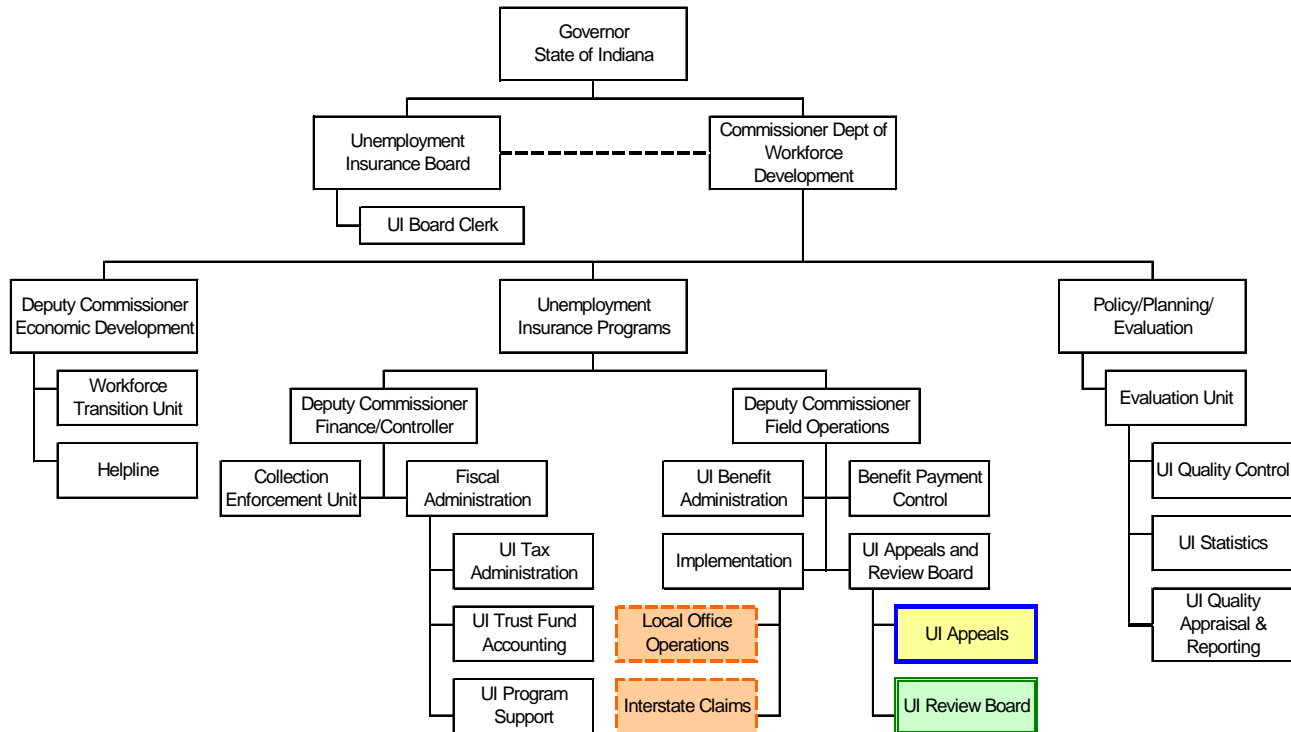 Governor
State of Indiana
Unemployment
Insurance Board
Commissioner Dept of
Workforce
Development
UI Board Clerk
Deputy Commissioner
Economic Development
Unemployment
Insurance Programs
Policy/Planning/
Evaluation
Workforce
Transition Unit
Helpline
Deputy Commissioner
Finance/Controller
Deputy Commissioner
Field Operations
Evaluation Unit
Collection
Enforcement Unit
Fiscal
Administration
UI Benefit
Administration
Benefit Payment
Control
UI Quality Control
UI Tax
Administration
Implementation
UI Appeals and
Review Board
UI Statistics
UI Trust Fund
Accounting
Local Office
Operations
UI Appeals
UI Quality
Appraisal &
Reporting
UI Program
Support
Interstate Claims
UI Review Board